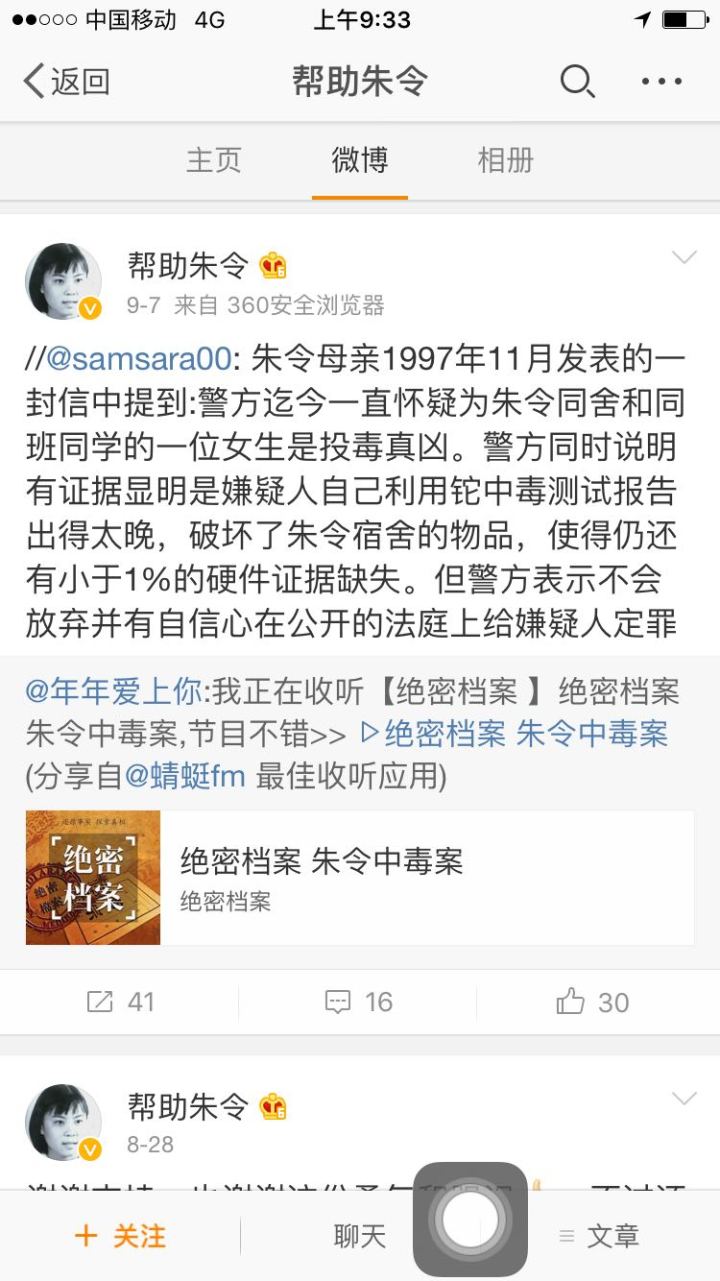 中国移动 4G 上午9:33
返回 帮助朱令
主页 微博 相册
帮助朱令
9-7 来自 360安全浏览器
//@samsara00: 朱令母亲1997年11月发表的一
封信中提到:警方迄今一直怀疑为朱令同舍和同
班同学的一位女生是投毒真凶。警方同时说明
有证据显明是嫌疑人自己利用铊中毒测试报告
出得太晚，破坏了朱令宿舍的物品，使得仍还
有小于1%的硬件证据缺失。但警方表示不会
放弃并有自信心在公开的法庭上给嫌疑人定罪
@年年爱上你:我正在收听【绝密档案 】绝密档案
朱令中毒案,节目不错>> 绝密档案 朱令中毒案
(分享自@蜻蜓fm 最佳收听应用)
绝密
档案
绝密档案 朱令中毒案
绝密档案
41 16 30
帮助朱令
8-28
+ 关注 聊天 文章